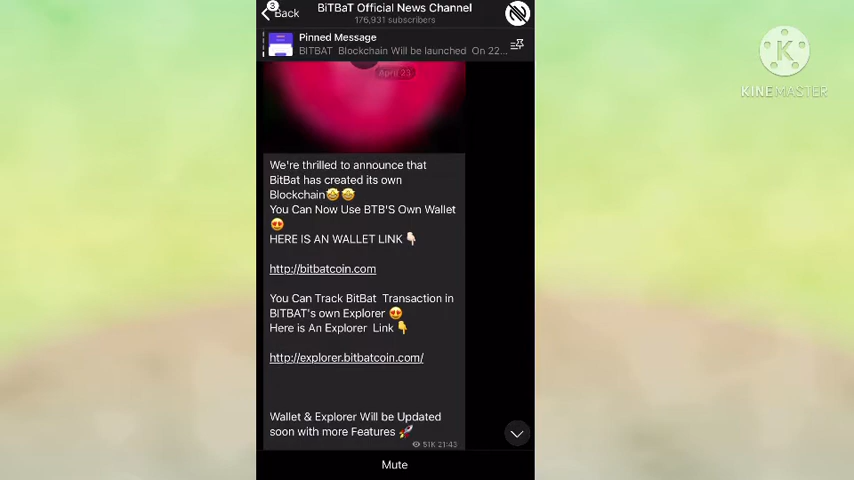 3
Back
BiTBaT Official News Channel
176,931 subscribers
Pinned Message
BITBAT Blockchain Will be launched On 22...
April 23
We're thrilled to announce that
BitBat has created its own
Blockchain🤩🤩
You Can Now Use BTB'S Own Wallet
😍
HERE IS AN WALLET LINK 👇🏻
http://bitbatcoin.com
You Can Track BitBat Transaction in
BITBAT's own Explorer 😍
Here is An Explorer Link 👇
http://explorer.bitbatcoin.com/
Wallet & Explorer Will be Updated
soon with more Features 🚀
51K 21:43
Mute
K
KINEMASTER